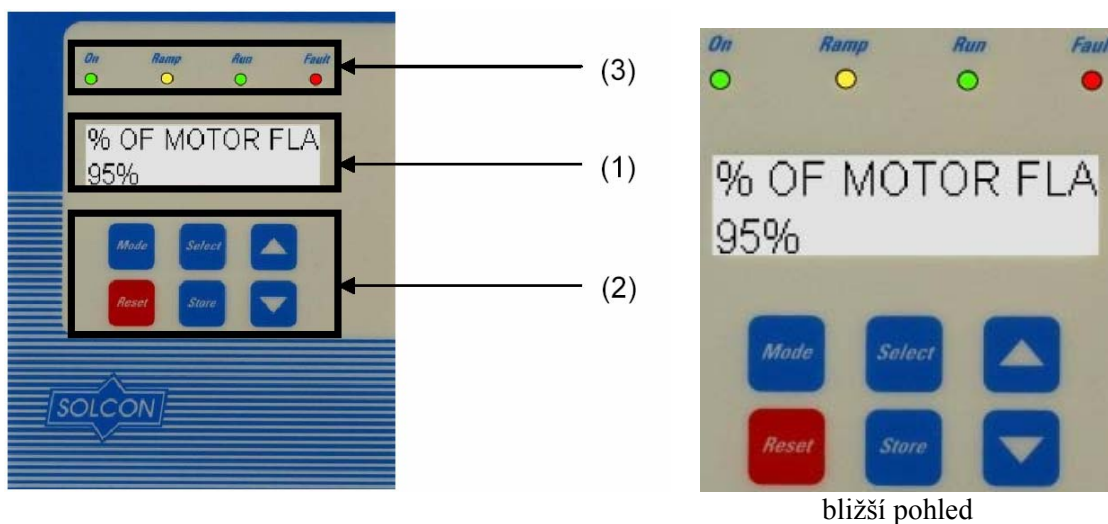 On Ramp Run Fault
(3)
% OF MOTOR FLA
95%
(1)
Mode Select
Reset Store
(2)
SOLCON
On Ramp Run Faul
% OF MOTOR FLA
95%
Mode Select
Reset Store
bližší pohled